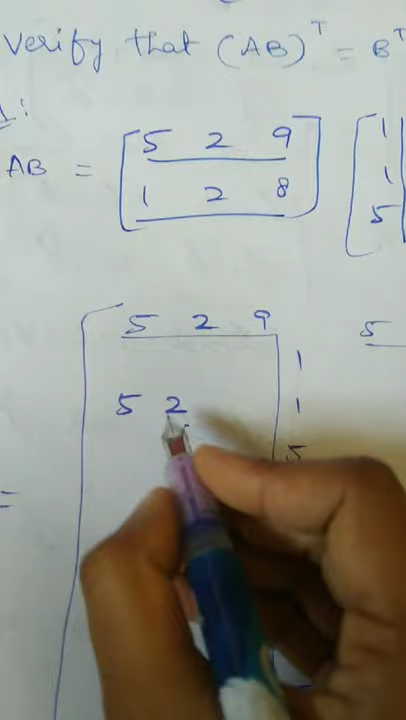 Verify that (AB)ᵀ = Bᵀ
1:
AB = [ 5 2 9 ] [ 1
1 2 8 1
5
5 2 9 5
1
5 2 1
= 5